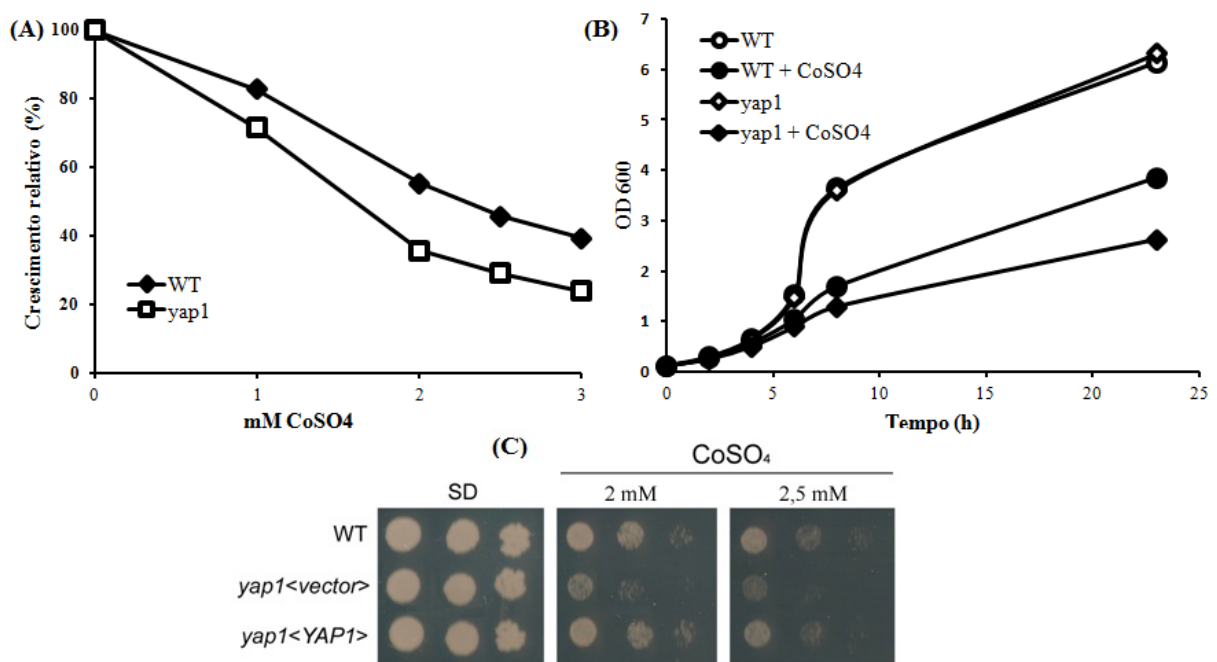 (A)
Crescimento relativo (%)
100
80
60
40
20
0
WT
yap1
0 1 2 3
mM CoSO4
(B)
OD 600
7
6
5
4
3
2
1
0
WT
WT + CoSO4
yap1
yap1 + CoSO4
0 5 10 15 20 25
Tempo (h)
(C)
CoSO₄
SD 2 mM 2,5 mM
WT
yap1<vector>
yap1<YAP1>